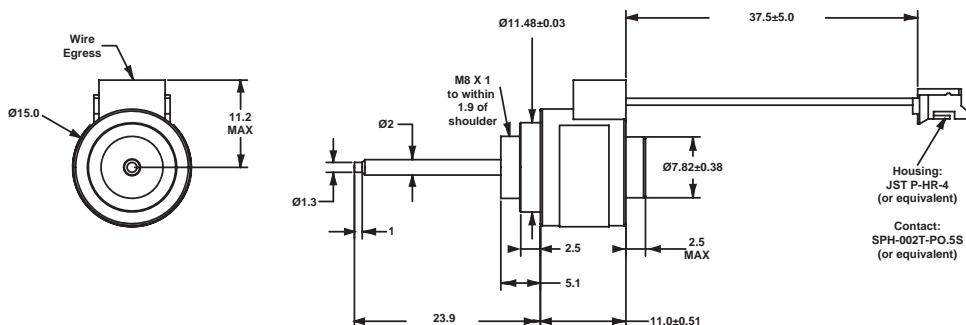 Wire
Egress
Ø15.0
11.2
MAX
Ø11.48±0.03
37.5±5.0
M8 X 1
to within
1.9 of
shoulder
Ø2
Ø1.3
1
Ø7.82±0.38
2.5
2.5
MAX
5.1
23.9
11.0±0.51
Housing:
JST P-HR-4
(or equivalent)
Contact:
SPH-002T-PO.5S
(or equivalent)